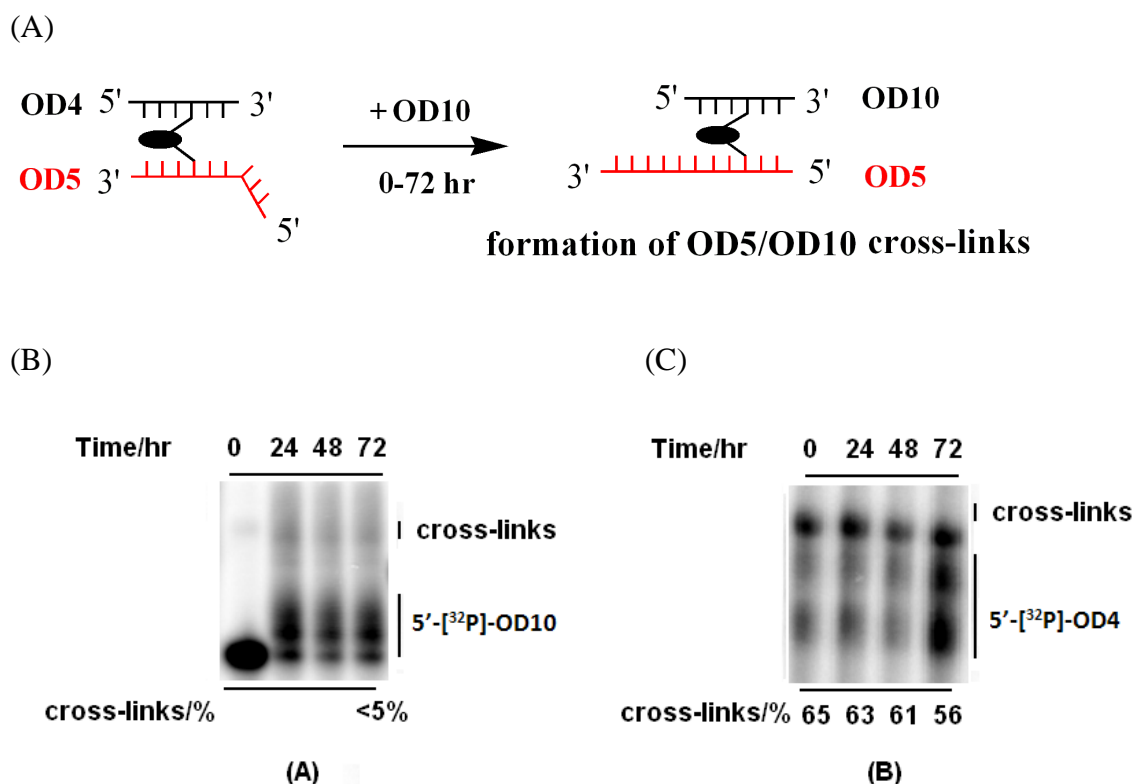 (A)
OD4 5' 3' + OD10 5' 3' OD10
OD5 3' 5' 0-72 hr 3' 5' OD5
formation of OD5/OD10 cross-links
(B) (C)
Time/hr 0 24 48 72
cross-links
5′-[³²P]-OD10
cross-links/% <5%
(A)
Time/hr 0 24 48 72
cross-links
5′-[³²P]-OD4
cross-links/% 65 63 61 56
(B)